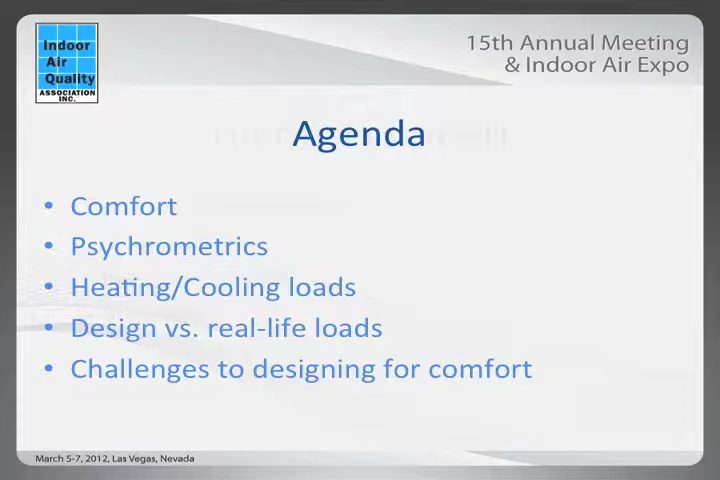 Indoor
Air
Quality
ASSOCIATION
INC.
15th Annual Meeting
& Indoor Air Expo
Agenda
• Comfort
• Psychrometrics
• Heating/Cooling loads
• Design vs. real-life loads
• Challenges to designing for comfort
March 5-7, 2012, Las Vegas, Nevada